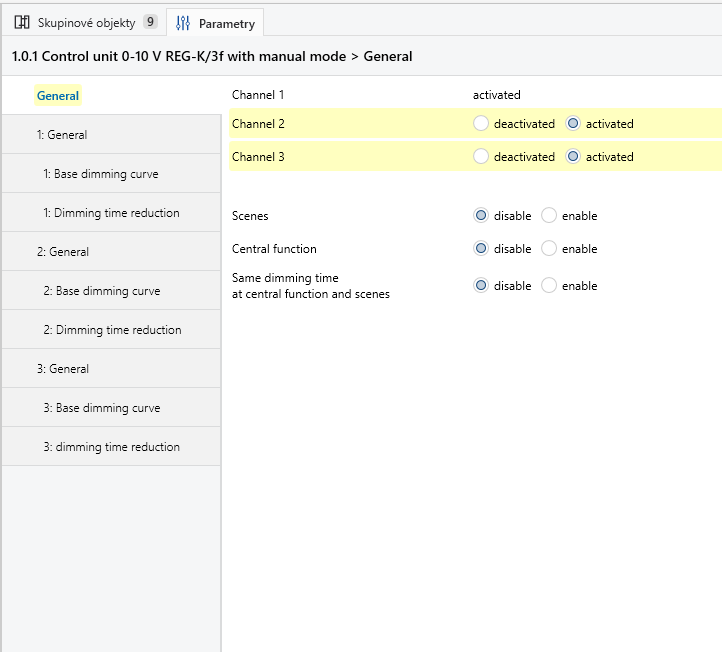 Skupinové objekty 9 Parametry
1.0.1 Control unit 0-10 V REG-K/3f with manual mode > General
General
1: General
1: Base dimming curve
1: Dimming time reduction
2: General
2: Base dimming curve
2: Dimming time reduction
3: General
3: Base dimming curve
3: dimming time reduction
Channel 1 activated
Channel 2 deactivated activated
Channel 3 deactivated activated
Scenes disable enable
Central function disable enable
Same dimming time
at central function and scenes disable enable